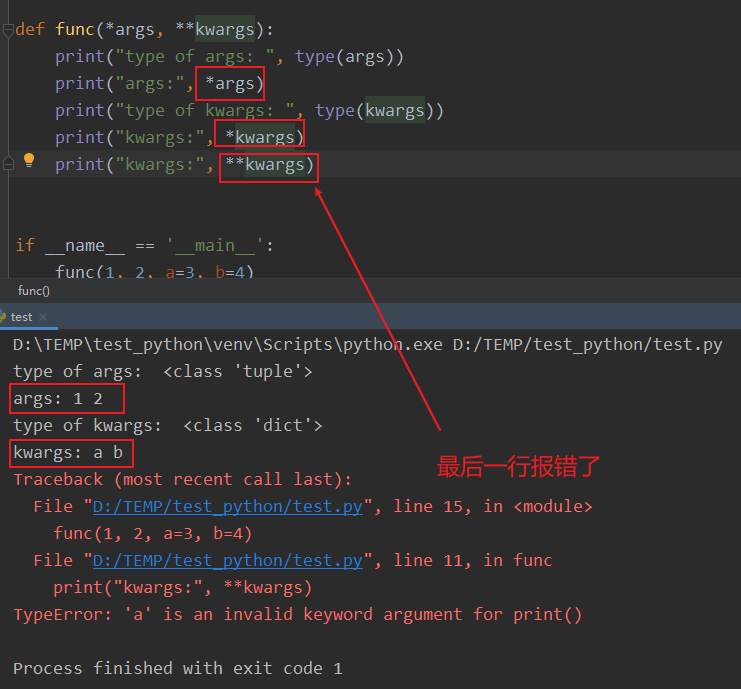 def func(*args, **kwargs):
print("type of args: ", type(args))
print("args:", *args)
print("type of kwargs: ", type(kwargs))
print("kwargs:", *kwargs)
print("kwargs:", **kwargs)
if __name__ == '__main__':
func(1, 2, a=3, b=4)
func()
test
D:\TEMP\test_python\venv\Scripts\python.exe D:/TEMP/test_python/test.py
type of args:  <class 'tuple'>
args: 1 2
type of kwargs:  <class 'dict'>
kwargs: a b
最后一行报错了
Traceback (most recent call last):
File "D:/TEMP/test_python/test.py", line 15, in <module>
func(1, 2, a=3, b=4)
File "D:/TEMP/test_python/test.py", line 11, in func
print("kwargs:", **kwargs)
TypeError: 'a' is an invalid keyword argument for print()
Process finished with exit code 1